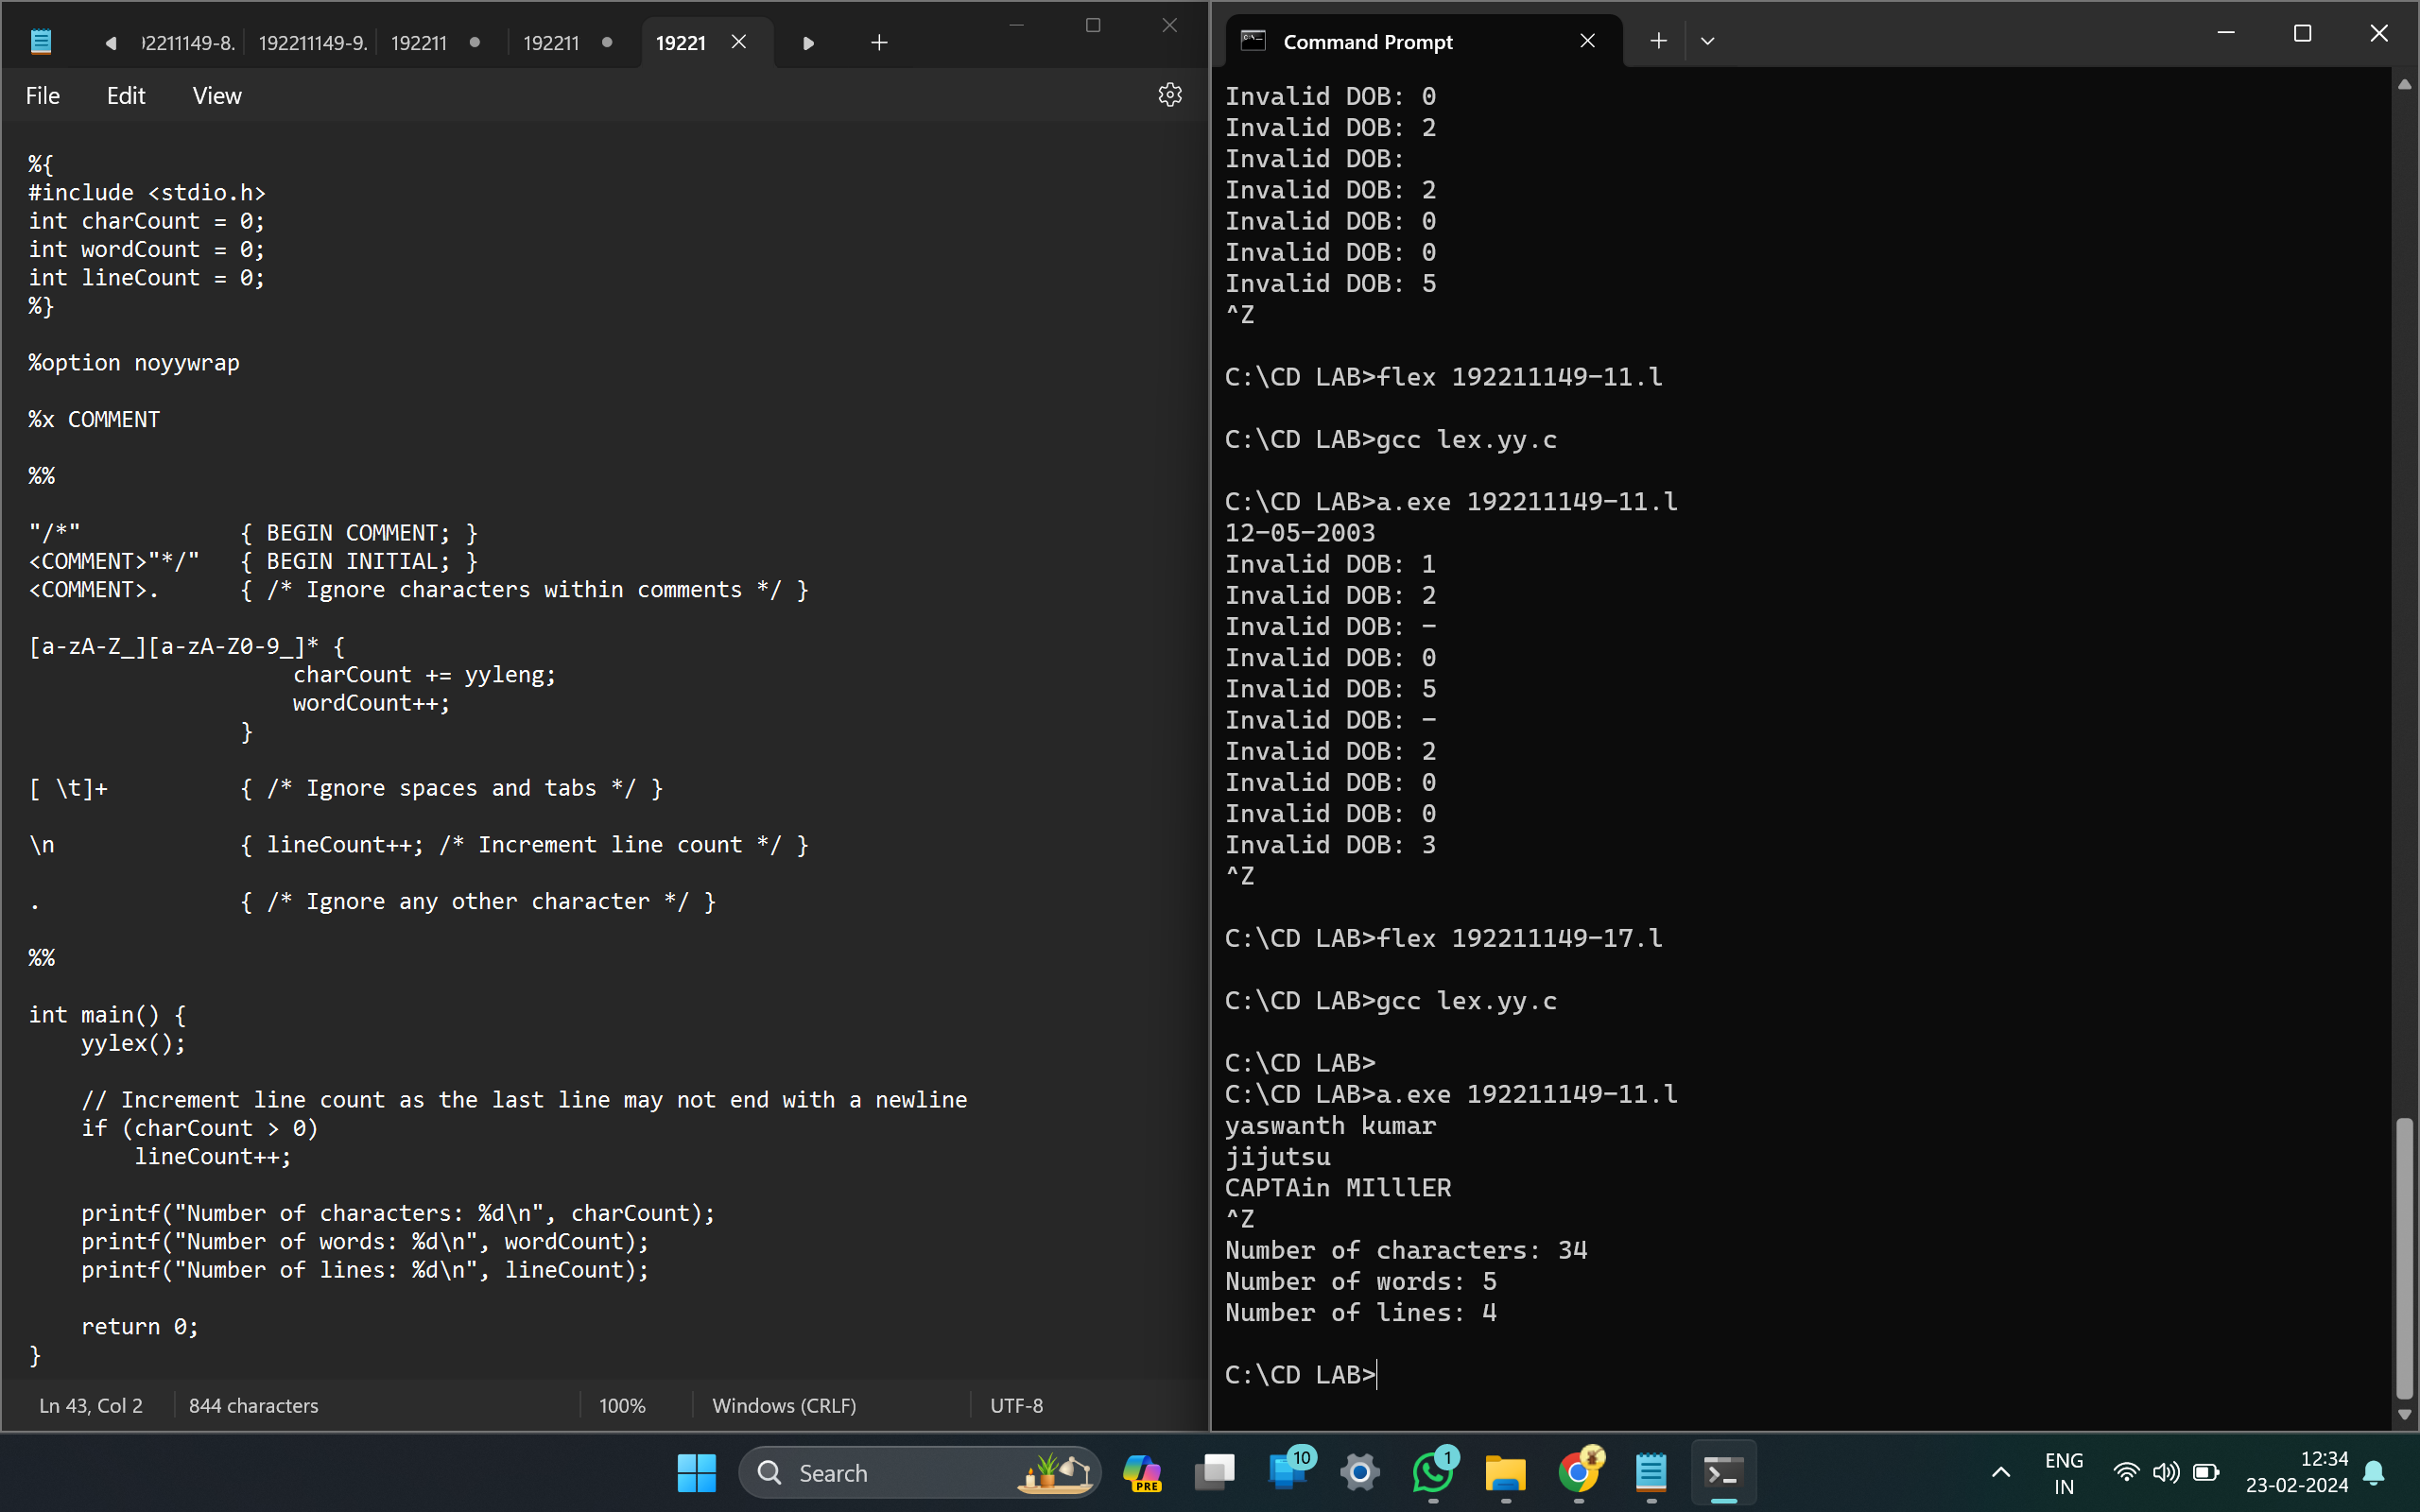 192211149-8.
192211149-9.
192211
192211
19221
File
Edit
View
%{
#include <stdio.h>
int charCount = 0;
int wordCount = 0;
int lineCount = 0;
%}
%option noyywrap
%x COMMENT
%%
"/*" { BEGIN COMMENT; }
<COMMENT>"*/" { BEGIN INITIAL; }
<COMMENT>. { /* Ignore characters within comments */ }
[a-zA-Z_][a-zA-Z0-9_]* {
charCount += yyleng;
wordCount++;
}
[ \t]+ { /* Ignore spaces and tabs */ }
\n { lineCount++; /* Increment line count */ }
. { /* Ignore any other character */ }
%%
int main() {
yylex();
// Increment line count as the last line may not end with a newline
if (charCount > 0)
lineCount++;
printf("Number of characters: %d\n", charCount);
printf("Number of words: %d\n", wordCount);
printf("Number of lines: %d\n", lineCount);
return 0;
}
Ln 43, Col 2
844 characters
100%
Windows (CRLF)
UTF-8
Command Prompt
Invalid DOB: 0
Invalid DOB: 2
Invalid DOB:
Invalid DOB: 2
Invalid DOB: 0
Invalid DOB: 0
Invalid DOB: 5
^Z
C:\CD LAB>flex 192211149-11.l
C:\CD LAB>gcc lex.yy.c
C:\CD LAB>a.exe 192211149-11.l
12-05-2003
Invalid DOB: 1
Invalid DOB: 2
Invalid DOB: -
Invalid DOB: 0
Invalid DOB: 5
Invalid DOB: -
Invalid DOB: 2
Invalid DOB: 0
Invalid DOB: 0
Invalid DOB: 3
^Z
C:\CD LAB>flex 192211149-17.l
C:\CD LAB>gcc lex.yy.c
C:\CD LAB>
C:\CD LAB>a.exe 192211149-11.l
yaswanth kumar
jijutsu
CAPTAin MIlllER
^Z
Number of characters: 34
Number of words: 5
Number of lines: 4
C:\CD LAB>
Search
PRE
10
1
ENG
IN
12:34
23-02-2024